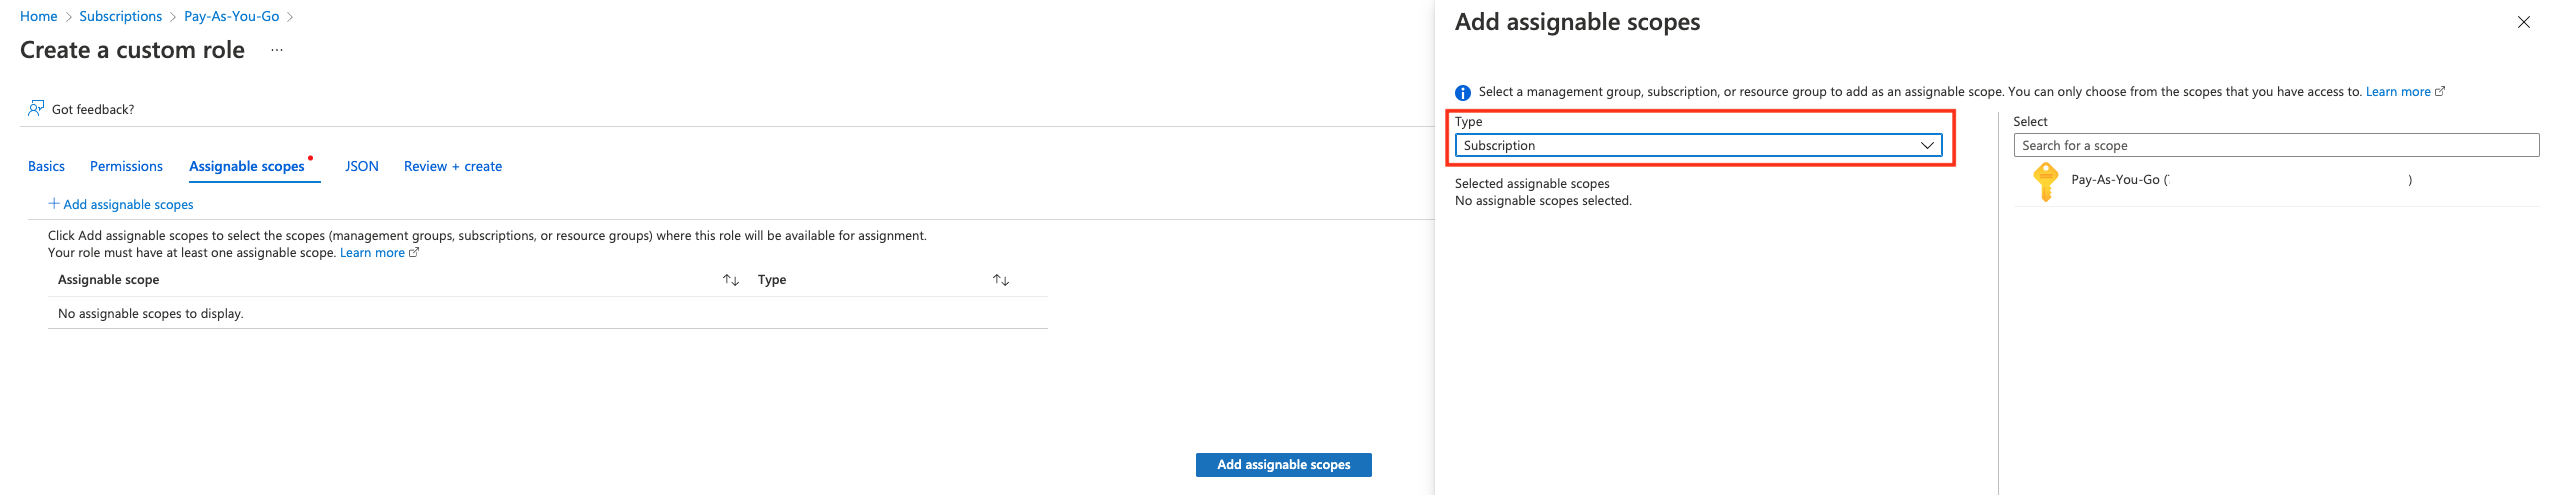 Home > Subscriptions > Pay-As-You-Go >
Create a custom role ...
Got feedback?
Basics Permissions Assignable scopes JSON Review + create
+ Add assignable scopes
Click Add assignable scopes to select the scopes (management groups, subscriptions, or resource groups) where this role will be available for assignment.
Your role must have at least one assignable scope. Learn more
Assignable scope Type
No assignable scopes to display.
Add assignable scopes
Add assignable scopes
Select a management group, subscription, or resource group to add as an assignable scope. You can only choose from the scopes that you have access to. Learn more
Type
Subscription
Selected assignable scopes
No assignable scopes selected.
Select
Search for a scope
Pay-As-You-Go ( )